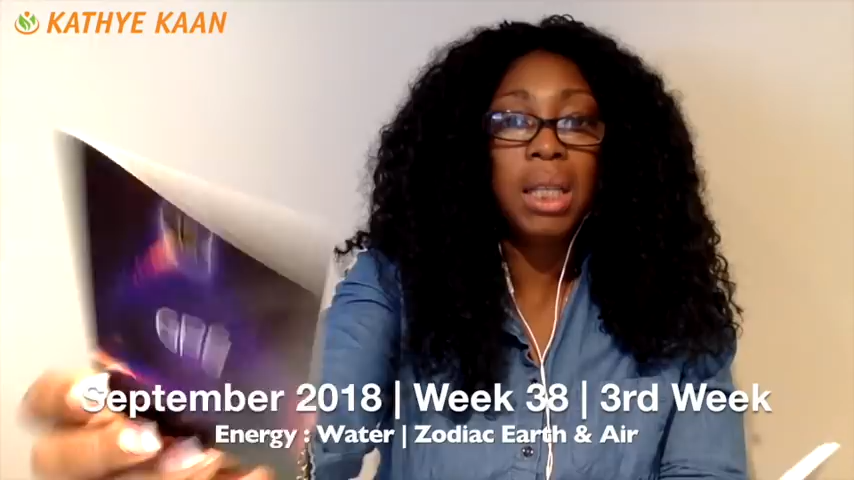 KATHYE KAAN
September 2018 | Week 38 | 3rd Week
Energy : Water | Zodiac Earth & Air